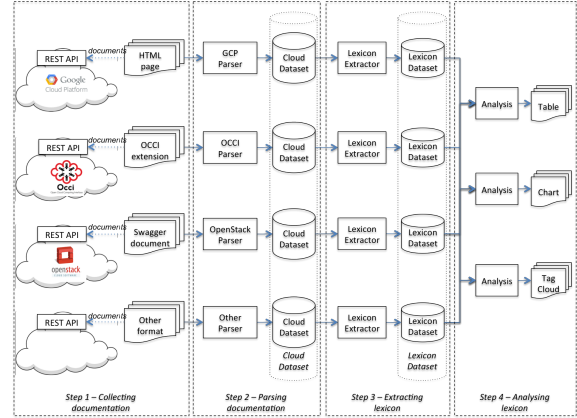 REST API
documents
HTML
page
Google
Cloud Platform
GCP
Parser
Cloud
Dataset
Lexicon
Extractor
Lexicon
Dataset
Analysis
Table
REST API
documents
OCCI
extension
Occi
OCCI
Parser
Cloud
Dataset
Lexicon
Extractor
Lexicon
Dataset
Analysis
Chart
REST API
documents
Swagger
document
openstack
OpenStack
Parser
Cloud
Dataset
Lexicon
Extractor
Lexicon
Dataset
Analysis
Tag
Cloud
REST API
documents
Other
format
Other
Parser
Cloud
Dataset
Lexicon
Extractor
Lexicon
Dataset
Cloud
Dataset
Lexicon
Dataset
Step 1 – Collecting
documentation
Step 2 – Parsing
documentation
Step 3 – Extracting
lexicon
Step 4 – Analysing
lexicon